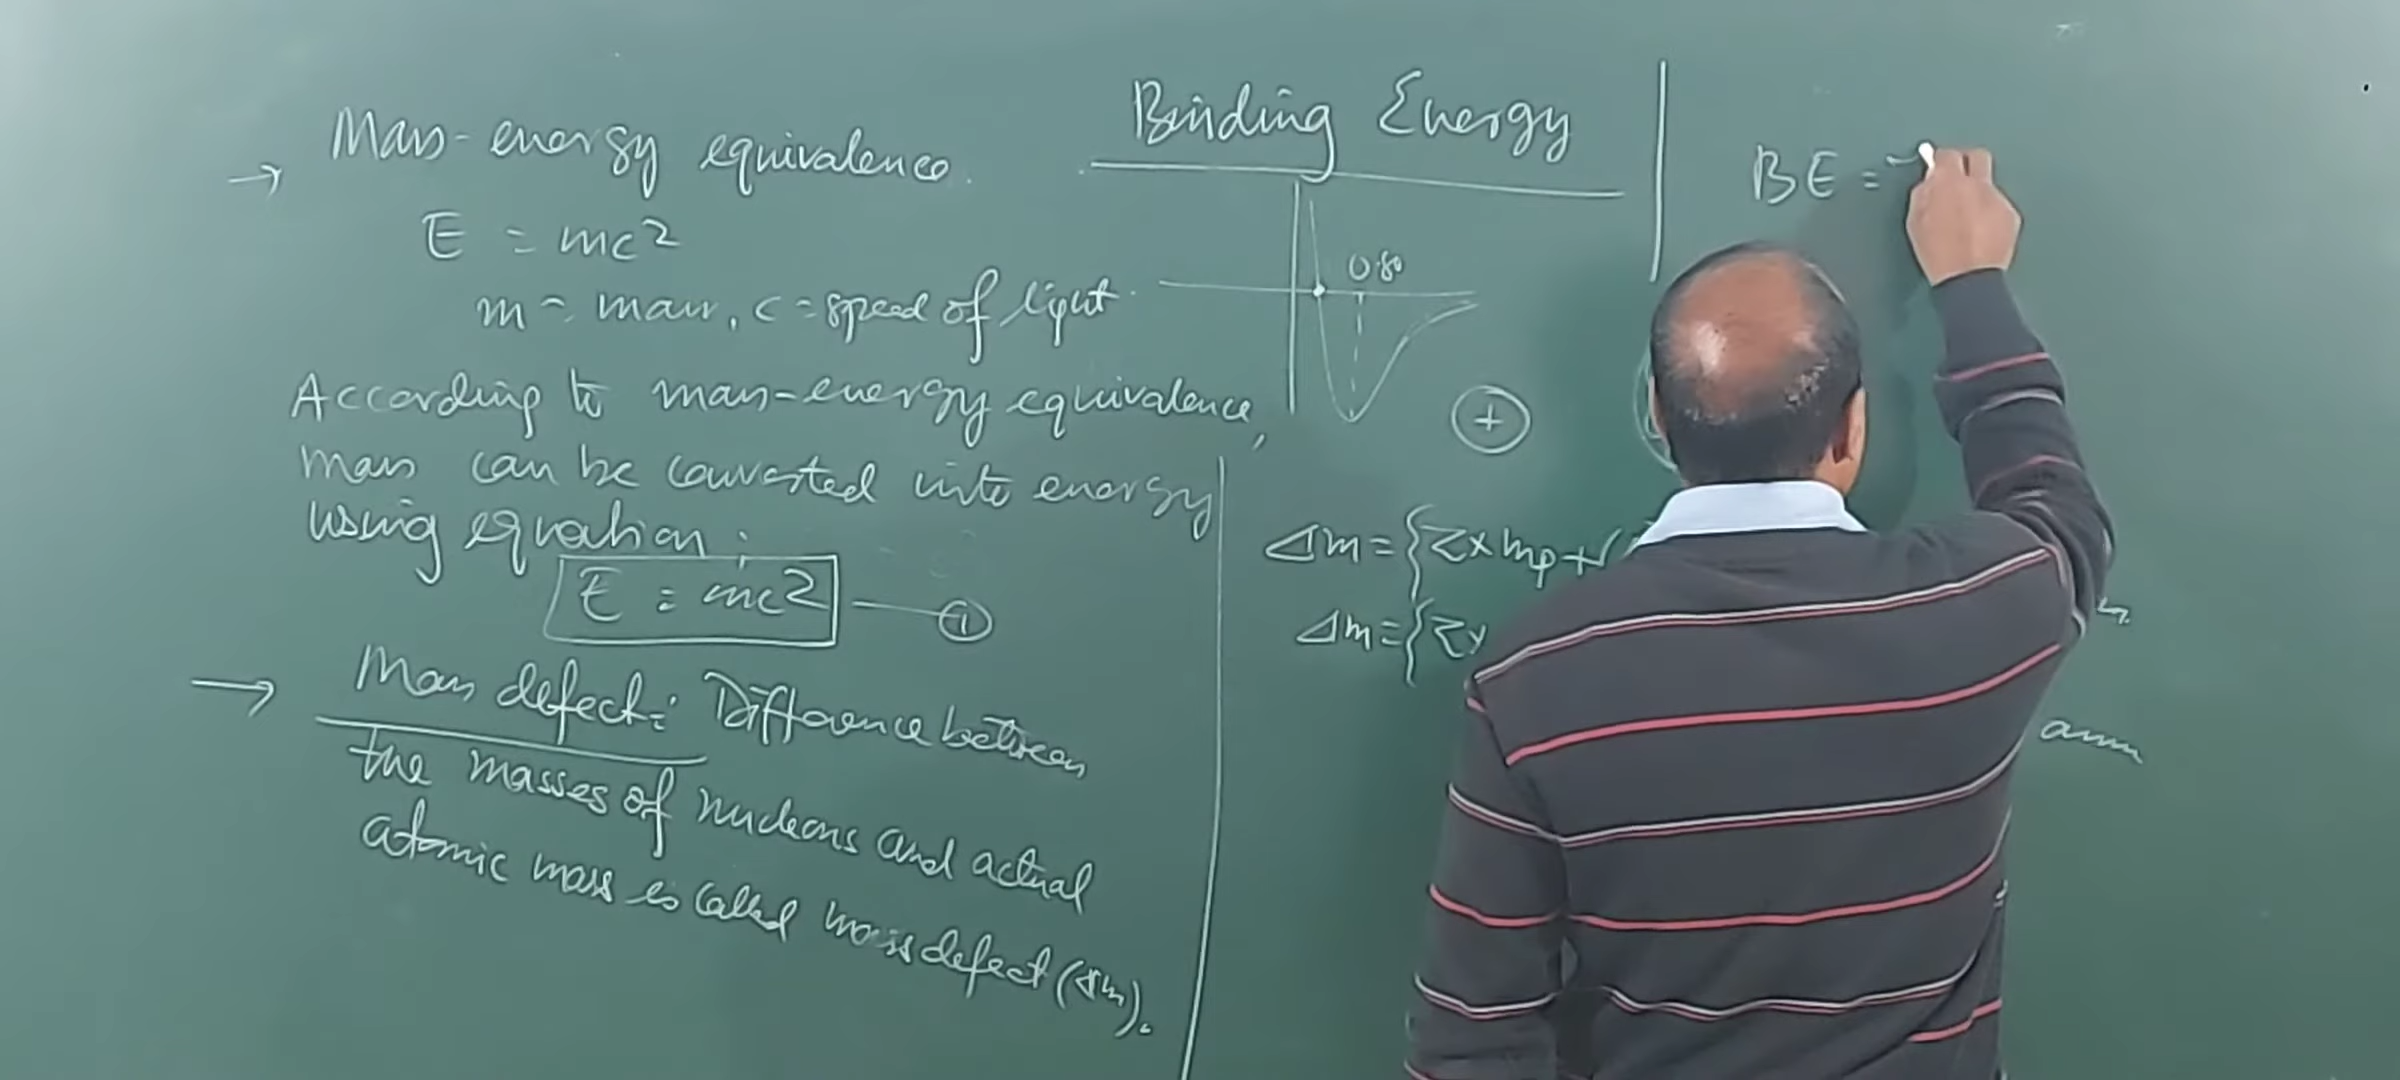 Binding Energy
→ Mass-energy equivalence.
E = mc²
m = mass, c = speed of light.
According to mass-energy equivalence,
mass can be converted into energy
using equation:
E = mc² — ①
→ Mass defect: Difference between
the masses of nucleons and actual
atomic mass is called mass defect (Δm).
0.80
+
Δm = {Z×mp + (
Δm = {Z×
BE =